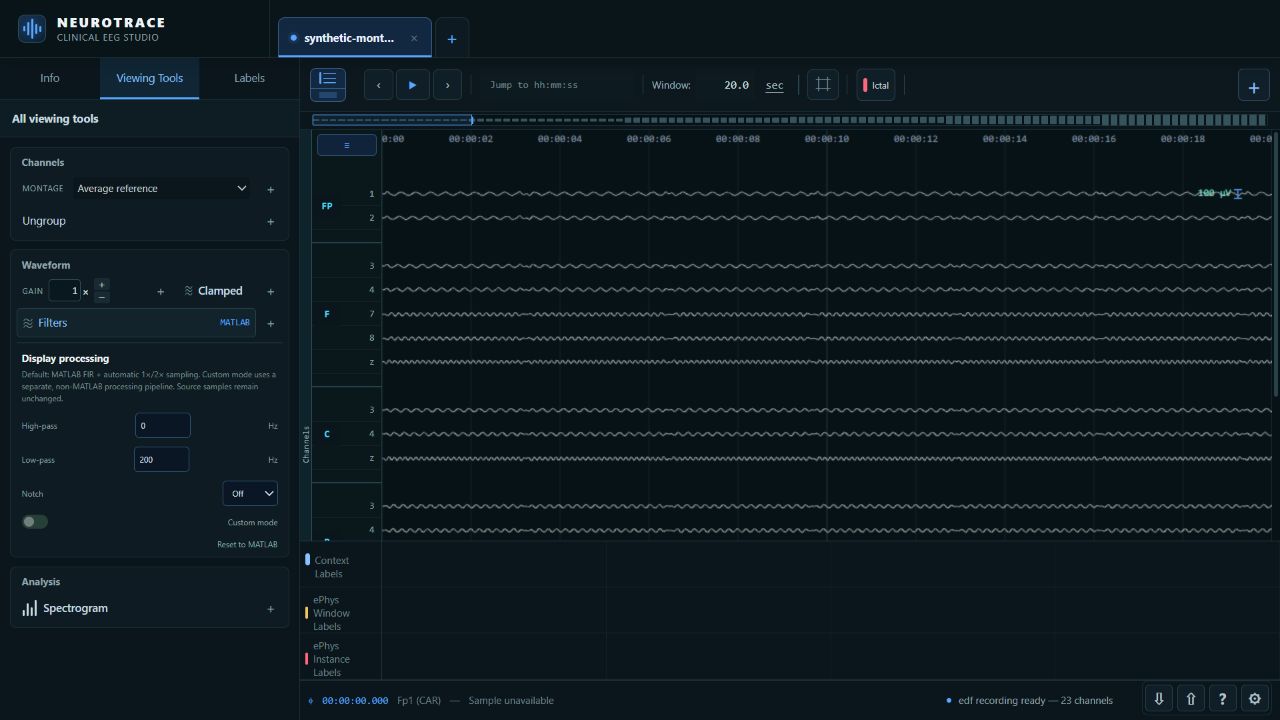 NEUROTRACE
CLINICAL EEG STUDIO
synthetic-mont...
Info
Viewing Tools
Labels
Jump to hh:mm:ss
Window:
20.0
sec
Ictal
All viewing tools
Channels
MONTAGE
Average reference
Ungroup
Waveform
GAIN
1
x
Clamped
Filters
MATLAB
Display processing
Default: MATLAB FIR + automatic 1×/2× sampling. Custom mode uses a
separate, non-MATLAB processing pipeline. Source samples remain
unchanged.
High-pass
0
Hz
Low-pass
200
Hz
Notch
Off
Custom mode
Reset to MATLAB
Analysis
Spectrogram
0:00
00:00:02
00:00:04
00:00:06
00:00:08
00:00:10
00:00:12
00:00:14
00:00:16
00:00:18
00:0
100 µV
Channels
FP
1
2
F
3
4
7
8
z
C
3
4
z
3
4
Context
Labels
ePhys
Window
Labels
ePhys
Instance
Labels
00:00:00.000
Fp1 (CAR)
—
Sample unavailable
edf recording ready — 23 channels
?